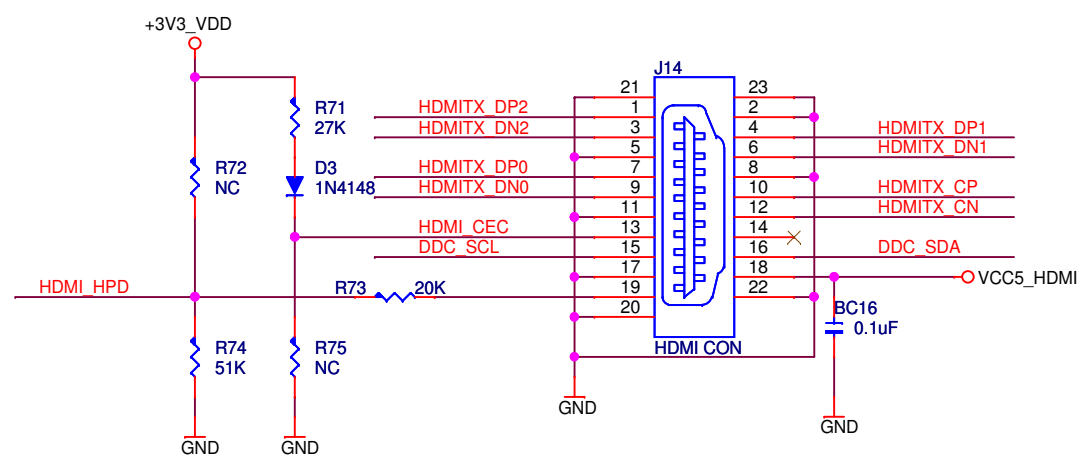 +3V3_VDD
J14
21 23
R71 HDMITX_DP2 1 2
27K HDMITX_DN2 3 4 HDMITX_DP1
5 6 HDMITX_DN1
R72 D3 HDMITX_DP0 7 8
NC 1N4148 HDMITX_DN0 9 10 HDMITX_CP
11 12 HDMITX_CN
HDMI_CEC 13 14
DDC_SCL 15 16 DDC_SDA
17 18 VCC5_HDMI
HDMI_HPD R73 20K 19 22
20 BC16
0.1uF
R74 R75 HDMI CON
51K NC
GND
GND
GND GND